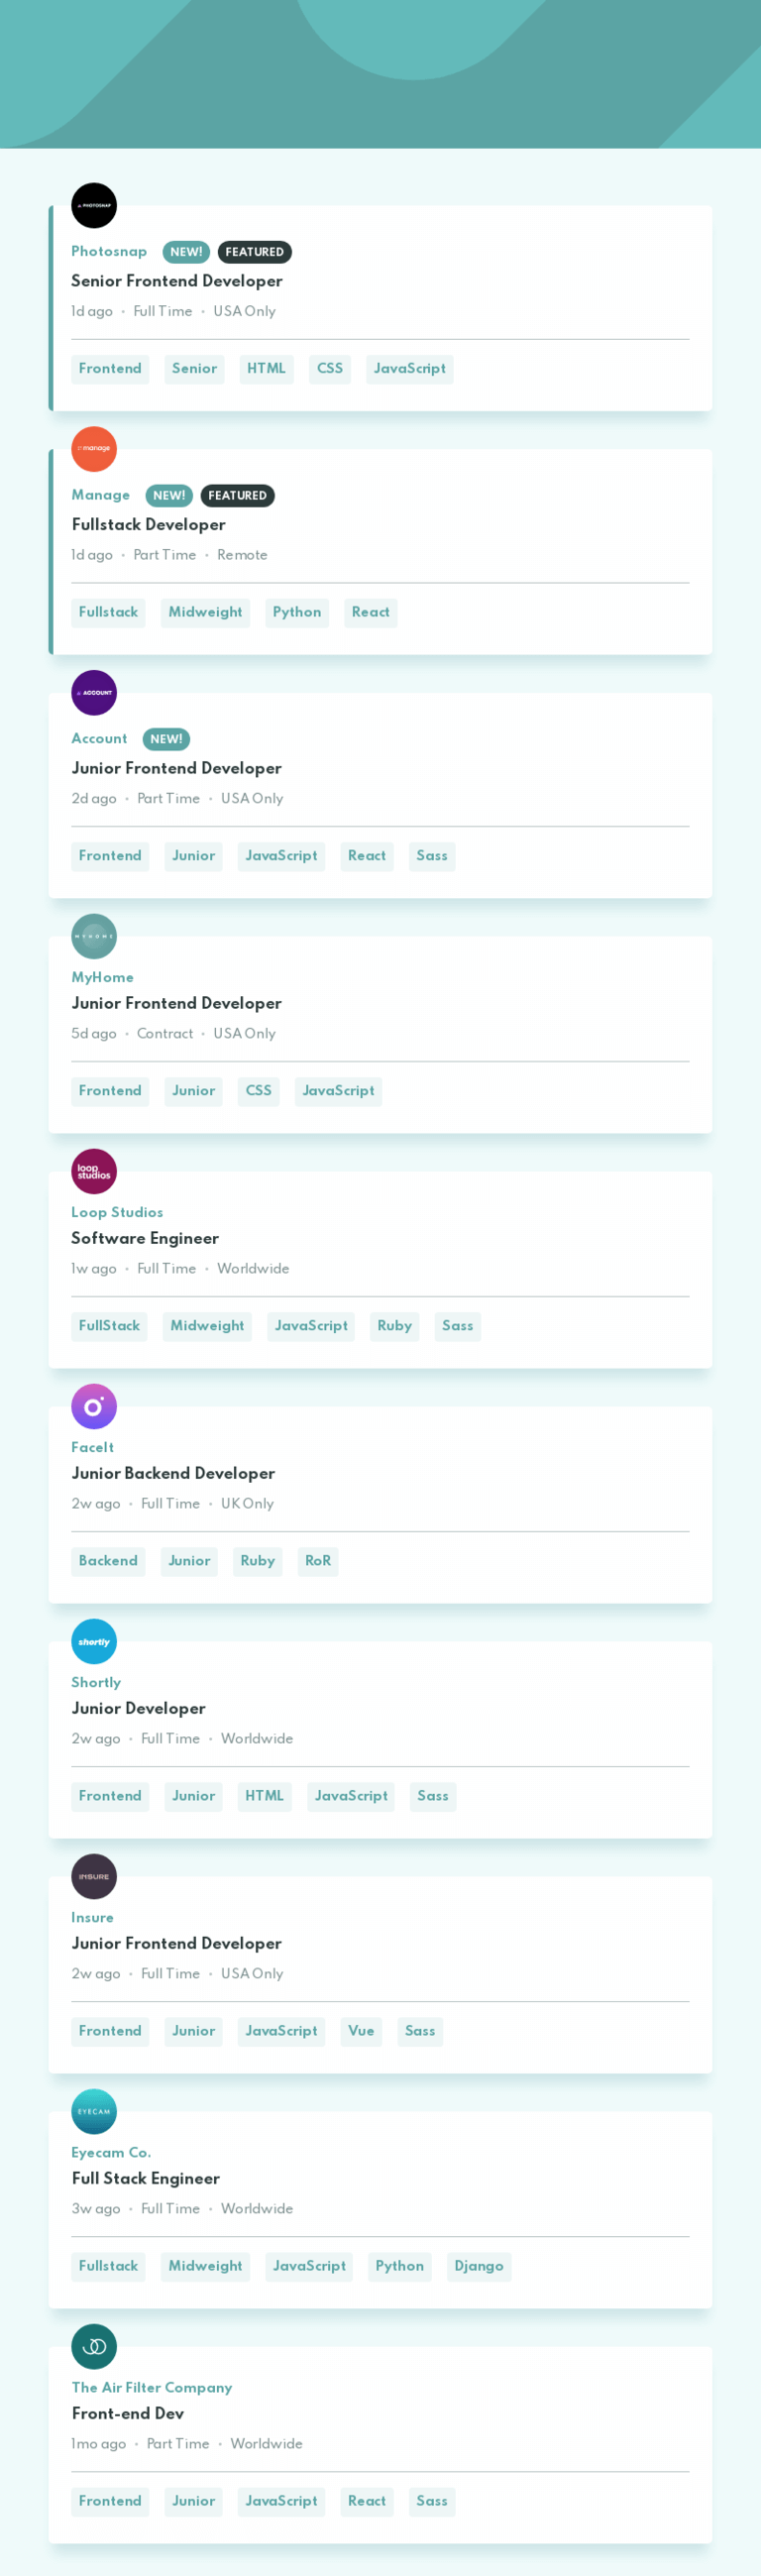 PHOTOSNAP
Photosnap NEW! FEATURED
Senior Frontend Developer
1d ago • Full Time • USA Only
Frontend Senior HTML CSS JavaScript
manage
Manage NEW! FEATURED
Fullstack Developer
1d ago • Part Time • Remote
Fullstack Midweight Python React
ACCOUNT
Account NEW!
Junior Frontend Developer
2d ago • Part Time • USA Only
Frontend Junior JavaScript React Sass
MYHOME
MyHome
Junior Frontend Developer
5d ago • Contract • USA Only
Frontend Junior CSS JavaScript
loop
studios
Loop Studios
Software Engineer
1w ago • Full Time • Worldwide
FullStack Midweight JavaScript Ruby Sass
FaceIt
Junior Backend Developer
2w ago • Full Time • UK Only
Backend Junior Ruby RoR
shortly
Shortly
Junior Developer
2w ago • Full Time • Worldwide
Frontend Junior HTML JavaScript Sass
INSURE
Insure
Junior Frontend Developer
2w ago • Full Time • USA Only
Frontend Junior JavaScript Vue Sass
EYECAM
Eyecam Co.
Full Stack Engineer
3w ago • Full Time • Worldwide
Fullstack Midweight JavaScript Python Django
The Air Filter Company
Front-end Dev
1mo ago • Part Time • Worldwide
Frontend Junior JavaScript React Sass